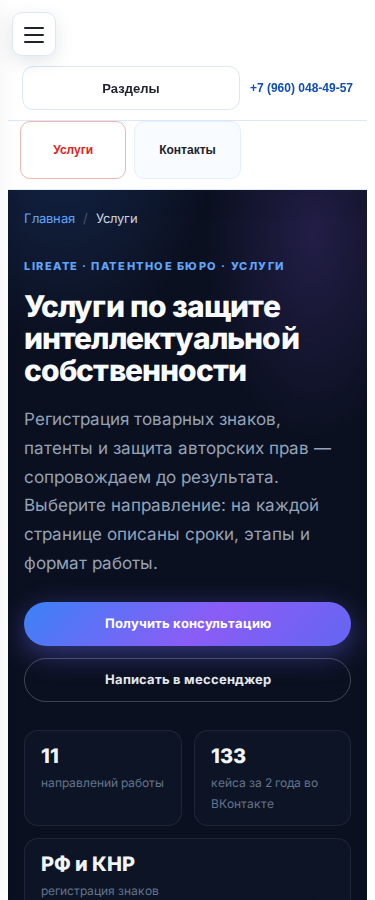 Разделы
+7 (960) 048-49-57
Услуги
Контакты
Главная / Услуги
LIREATE · ПАТЕНТНОЕ БЮРО · УСЛУГИ
Услуги по защите
интеллектуальной
собственности
Регистрация товарных знаков,
патенты и защита авторских прав —
сопровождаем до результата.
Выберите направление: на каждой
странице описаны сроки, этапы и
формат работы.
Получить консультацию
Написать в мессенджер
11
направлений работы
133
кейса за 2 года во
ВКонтакте
РФ и КНР
регистрация знаков